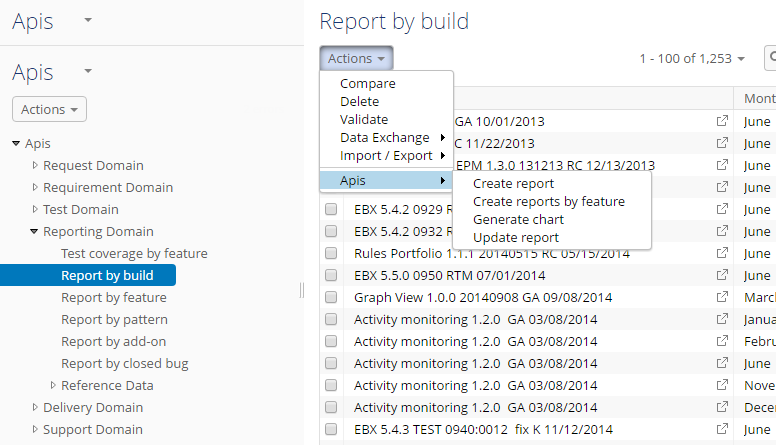 Apis
Apis
Actions
Apis
Request Domain
Requirement Domain
Test Domain
Reporting Domain
Test coverage by feature
Report by build
Report by feature
Report by pattern
Report by add-on
Report by closed bug
Reference Data
Delivery Domain
Support Domain
Report by build
Actions
1 - 100 of 1,253
Compare
Delete
Validate
Data Exchange
Import / Export
Apis
Create report
Create reports by feature
Generate chart
Update report
Mont
GA 10/01/2013
June
C 11/22/2013
June
EPM 1.3.0 131213 RC 12/13/2013
June
June
EBX 5.4.2 0929 R
June
EBX 5.4.2 0932 R
June
Rules Portfolio 1.1.1 20140515 RC 05/15/2014
June
EBX 5.5.0 0950 RTM 07/01/2014
June
Graph View 1.0.0 20140908 GA 09/08/2014
March
Activity monitoring 1.2.0 GA 03/08/2014
Janua
Activity monitoring 1.2.0 GA 03/08/2014
Febru
Activity monitoring 1.2.0 GA 03/08/2014
June
Activity monitoring 1.2.0 GA 03/08/2014
Nove
Activity monitoring 1.2.0 GA 03/08/2014
Dece
EBX 5.4.3 TEST 0940:0012 fix K 11/12/2014
June